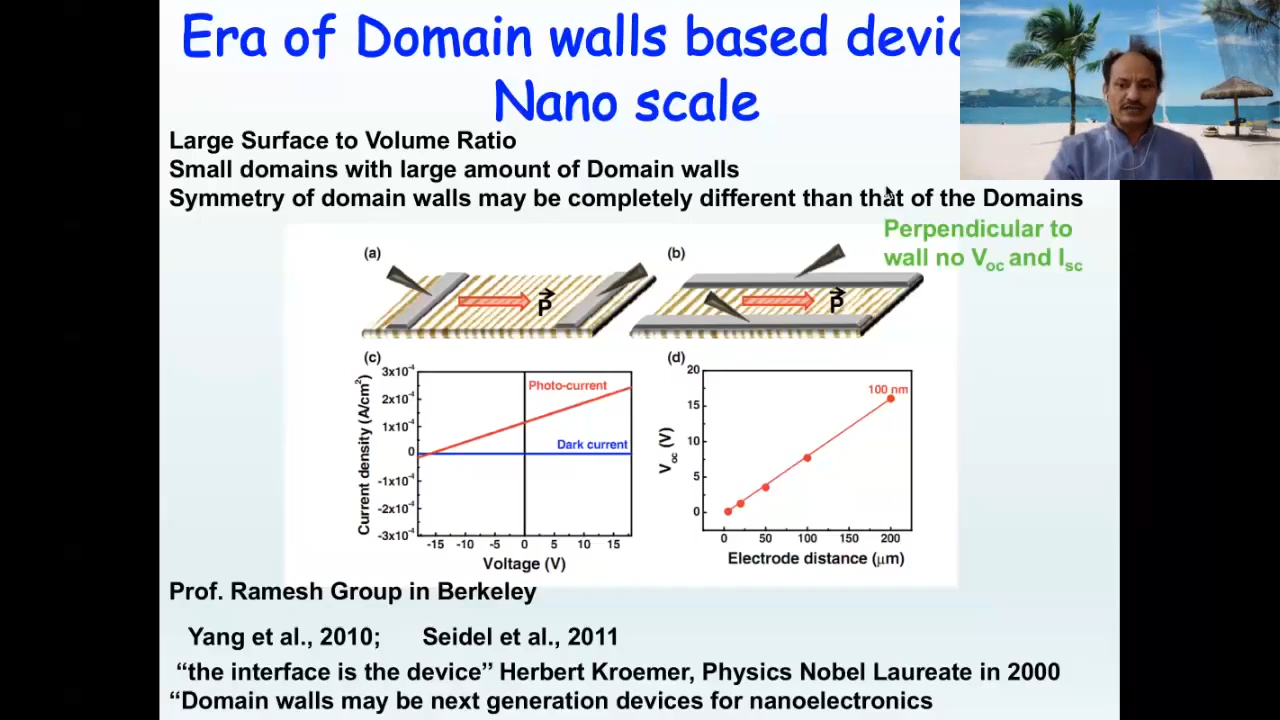 Era of Domain walls based devic
Nano scale
Large Surface to Volume Ratio
Small domains with large amount of Domain walls
Symmetry of domain walls may be completely different than that of the Domains
Perpendicular to
wall no Voc and Isc
(a)
P
(b)
P
(c)
3x10⁻⁴
2x10⁻⁴
1x10⁻⁴
0
-1x10⁻⁴
-2x10⁻⁴
-3x10⁻⁴
Current density (A/cm²)
Photo-current
Dark current
-15 -10 -5 0 5 10 15
Voltage (V)
(d)
20
15
10
5
0
Voc (V)
100 nm
0 50 100 150 200
Electrode distance (μm)
Prof. Ramesh Group in Berkeley
Yang et al., 2010; Seidel et al., 2011
“the interface is the device” Herbert Kroemer, Physics Nobel Laureate in 2000
“Domain walls may be next generation devices for nanoelectronics